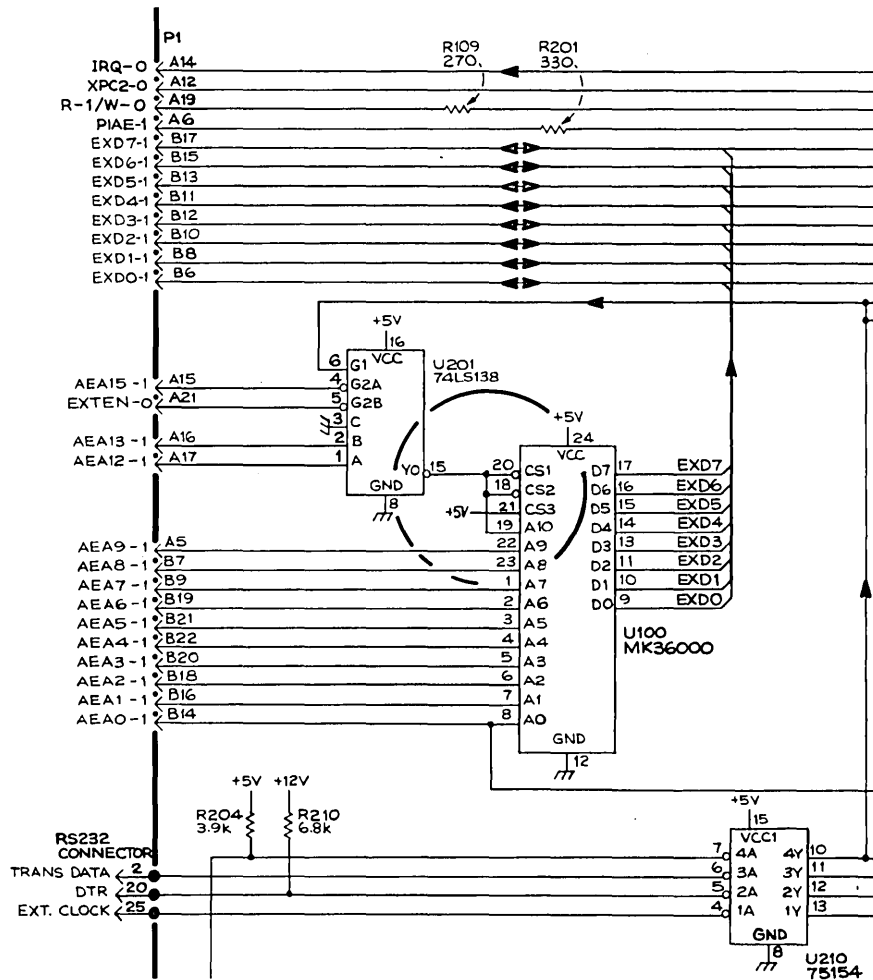 P1
R109
270
R201
330
IRQ-0 A14
XPC2-0 A12
R-1/W-0 A19
PIAE-1 A6
EXD7-1 B17
EXD6-1 B15
EXD5-1 B13
EXD4-1 B11
EXD3-1 B12
EXD2-1 B10
EXD1-1 B8
EXD0-1 B6
+5V
16
VCC
6 G1
U201
74LS138
AEA15-1 A15 4 G2A
EXTEN-0 A21 5 G2B
3 C
AEA13-1 A16 2 B
AEA12-1 A17 1 A
Y0 15
GND
8
+5V
24
VCC
20 CS1 D7 17 EXD7
18 CS2 D6 16 EXD6
+5V 21 CS3 D5 15 EXD5
19 A10 D4 14 EXD4
AEA9-1 A5 22 A9 D3 13 EXD3
AEA8-1 B7 23 A8 D2 11 EXD2
AEA7-1 B9 1 A7 D1 10 EXD1
AEA6-1 B19 2 A6 D0 9 EXD0
AEA5-1 B21 3 A5
AEA4-1 B22 4 A4
AEA3-1 B20 5 A3
AEA2-1 B18 6 A2
AEA1-1 B16 7 A1
AEA0-1 B14 8 A0
U100
MK36000
GND
12
+5V +12V
R204
3.9k
R210
6.8k
RS232
CONNECTOR
TRANS DATA 2
DTR 20
EXT. CLOCK 25
+5V
15
VCC1
7 4A 4Y 10
6 3A 3Y 11
5 2A 2Y 12
4 1A 1Y 13
GND
8
U210
75154